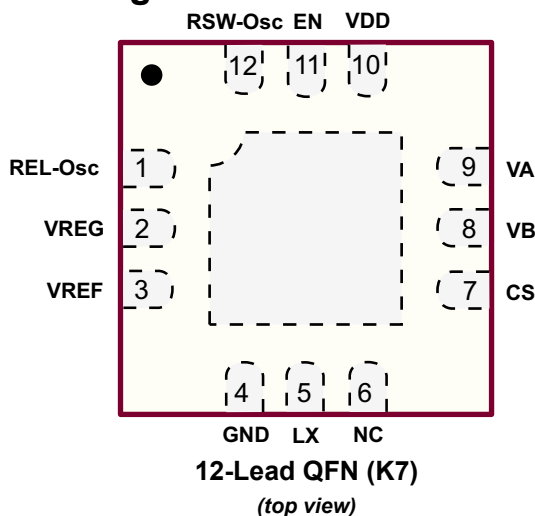 RSW-Osc EN VDD
12 11 10
REL-Osc 1 9 VA
VREG 2 8 VB
VREF 3 7 CS
4 5 6
GND LX NC
12-Lead QFN (K7)
(top view)